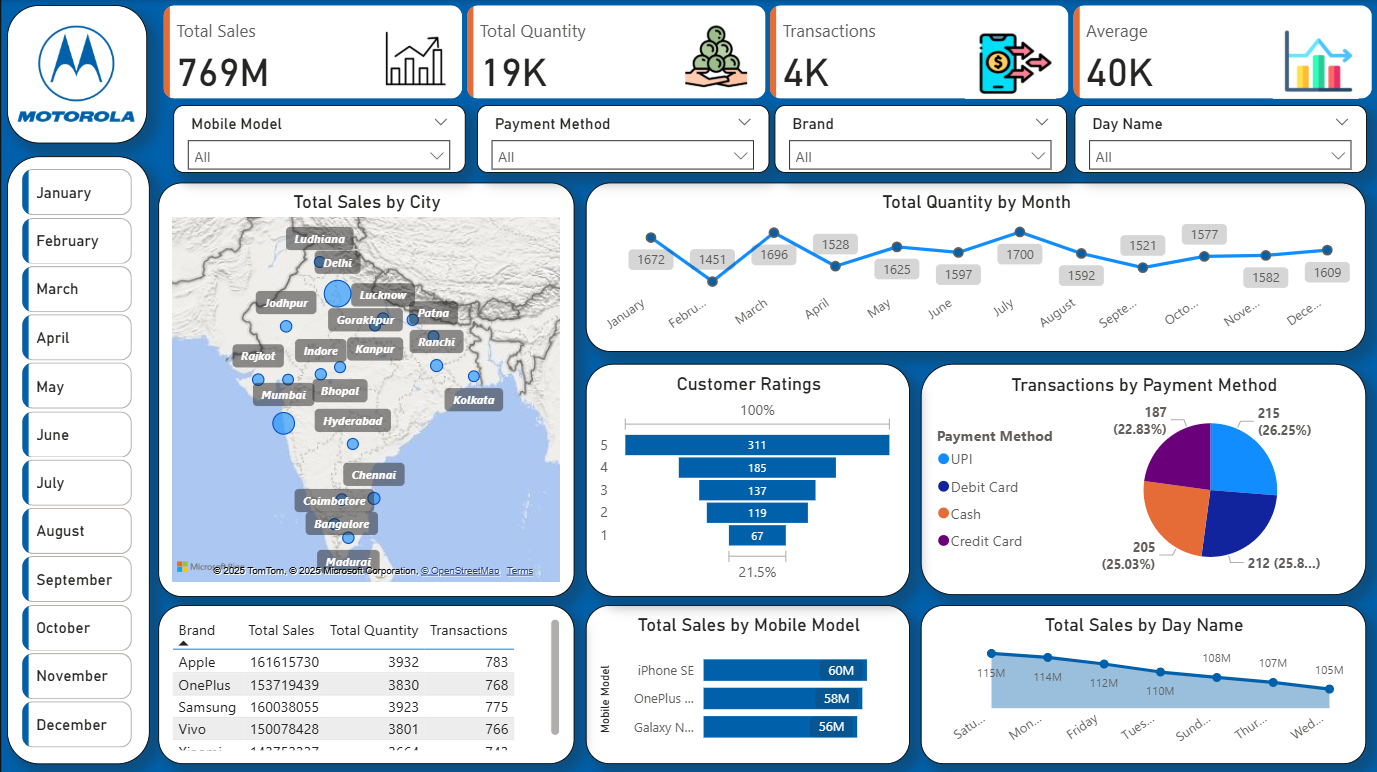 MOTOROLA
Total Sales
769M
Total Quantity
19K
Transactions
4K
Average
40K
Mobile Model
All
Payment Method
All
Brand
All
Day Name
All
January
February
March
April
May
June
July
August
September
October
November
December
Total Sales by City
Ludhiana
Delhi
Jodhpur
Lucknow
Gorakhpur
Patna
Ranchi
Rajkot
Indore
Kanpur
Mumbai
Bhopal
Kolkata
Hyderabad
Chennai
Coimbatore
Bangalore
Madurai
© 2025 TomTom, © 2025 Microsoft Corporation, © OpenStreetMap Terms
Total Quantity by Month
1672
1451
1696
1528
1625
1597
1700
1592
1521
1577
1582
1609
January
Febru...
March
April
May
June
July
August
Septe...
Octo...
Nove...
Dece...
Customer Ratings
100%
5 311
4 185
3 137
2 119
1 67
21.5%
Transactions by Payment Method
Payment Method
UPI
Debit Card
Cash
Credit Card
187
(22.83%)
215
(26.25%)
205
(25.03%)
212 (25.8...)
Brand Total Sales Total Quantity Transactions
Apple 161615730 3932 783
OnePlus 153719439 3830 768
Samsung 160038055 3923 775
Vivo 150078428 3801 766
Total Sales by Mobile Model
Mobile Model
iPhone SE 60M
OnePlus ... 58M
Galaxy N... 56M
Total Sales by Day Name
115M
114M
112M
110M
108M
107M
105M
Satu...
Mon...
Friday
Tues...
Sund...
Thur...
Wed...